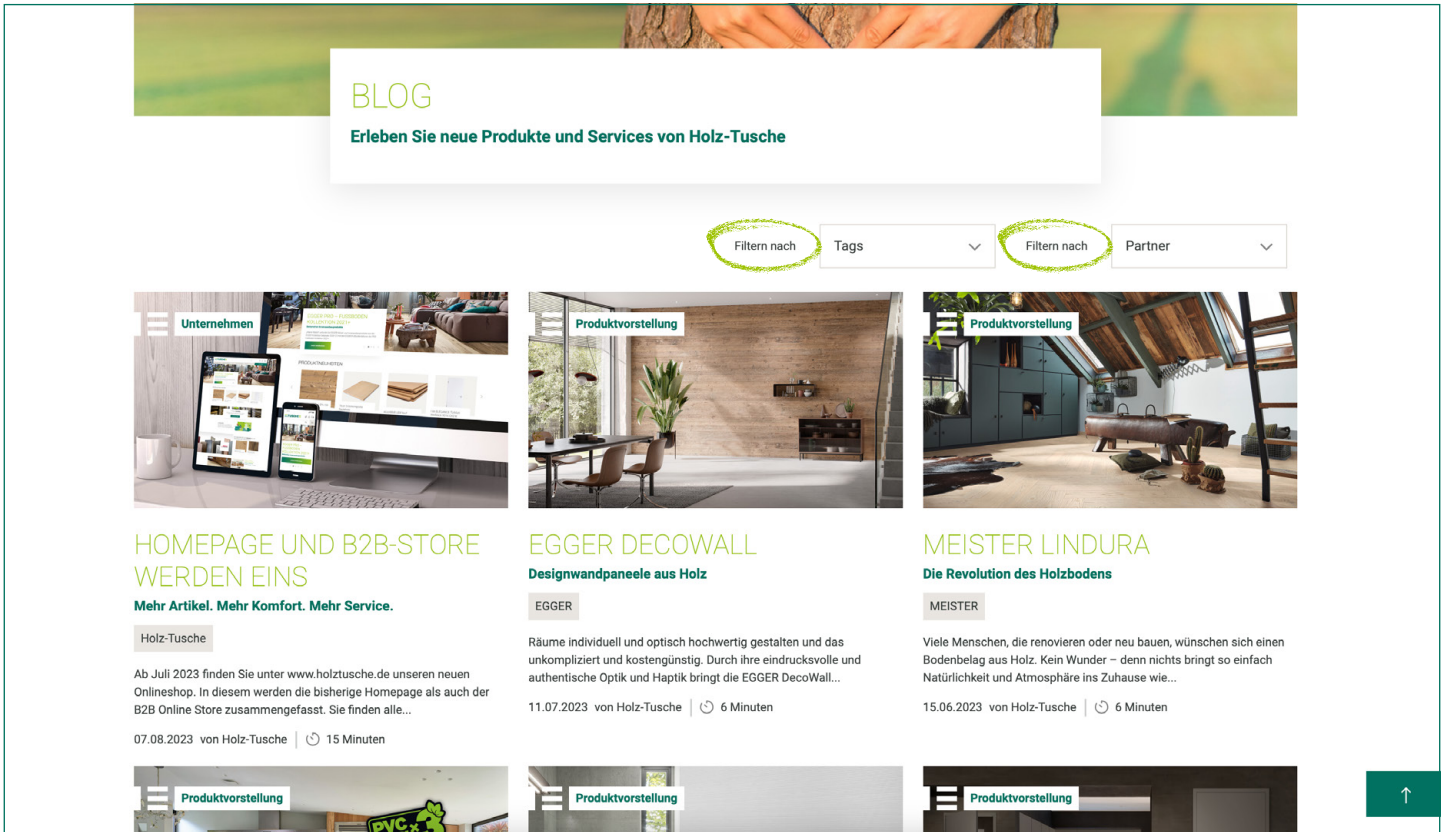 BLOG
Erleben Sie neue Produkte und Services von Holz-Tusche
Filtern nach
Tags
Filtern nach
Partner
Unternehmen
PRODUKTNEUHEITEN
HOMEPAGE UND B2B-STORE
WERDEN EINS
Mehr Artikel. Mehr Komfort. Mehr Service.
Holz-Tusche
Ab Juli 2023 finden Sie unter www.holztusche.de unseren neuen
Onlineshop. In diesem werden die bisherige Homepage als auch der
B2B Online Store zusammengefasst. Sie finden alle...
07.08.2023 von Holz-Tusche | 15 Minuten
Produktvorstellung
EGGER DECOWALL
Designwandpaneele aus Holz
EGGER
Räume individuell und optisch hochwertig gestalten und das
unkompliziert und kostengünstig. Durch ihre eindrucksvolle und
authentische Optik und Haptik bringt die EGGER DecoWall...
11.07.2023 von Holz-Tusche | 6 Minuten
Produktvorstellung
MEISTER LINDURA
Die Revolution des Holzbodens
MEISTER
Viele Menschen, die renovieren oder neu bauen, wünschen sich einen
Bodenbelag aus Holz. Kein Wunder – denn nichts bringt so einfach
Natürlichkeit und Atmosphäre ins Zuhause wie...
15.06.2023 von Holz-Tusche | 6 Minuten
Produktvorstellung
PVC
Produktvorstellung
Produktvorstellung